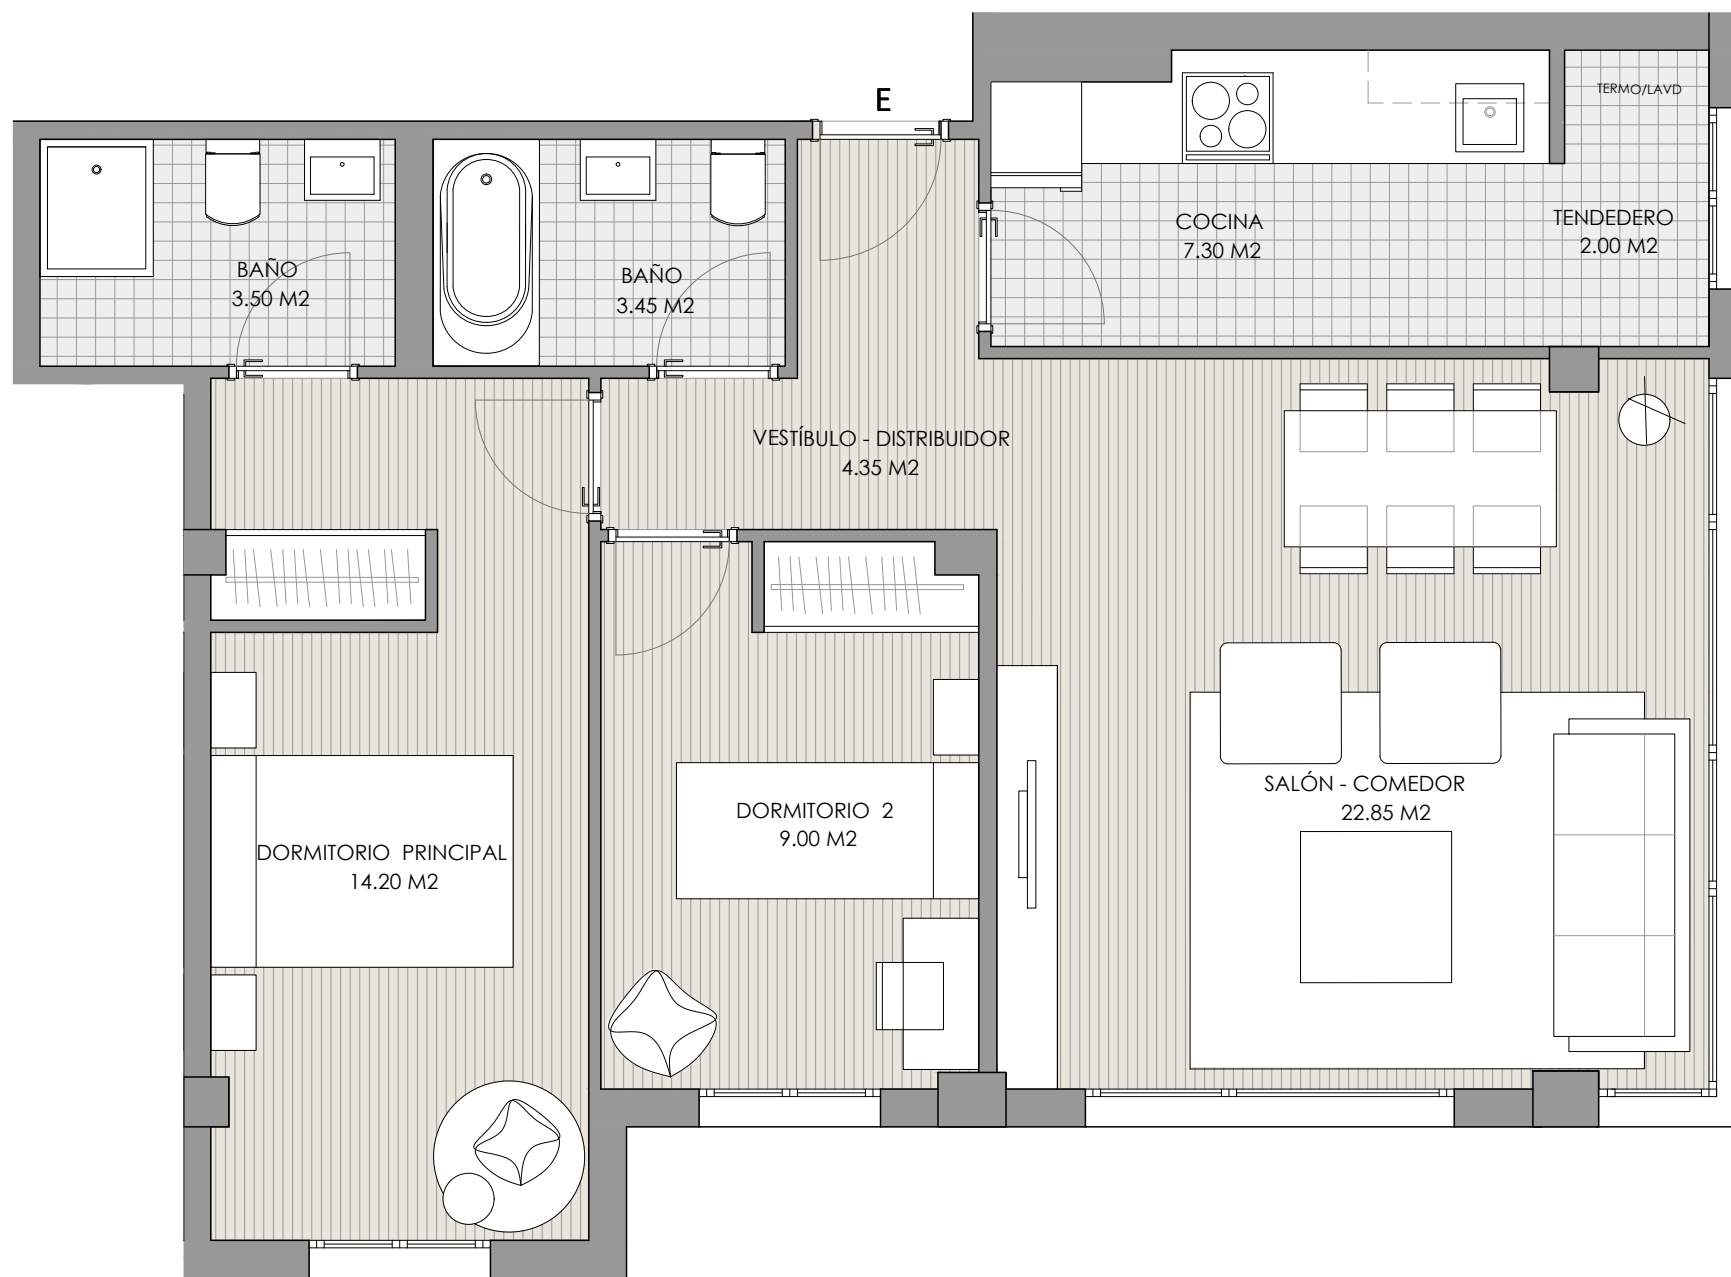 E
TERMO/LAVD
COCINA
7.30 M2
TENDEDERO
2.00 M2
BAÑO
3.50 M2
BAÑO
3.45 M2
VESTÍBULO - DISTRIBUIDOR
4.35 M2
SALÓN - COMEDOR
22.85 M2
DORMITORIO 2
9.00 M2
DORMITORIO PRINCIPAL
14.20 M2